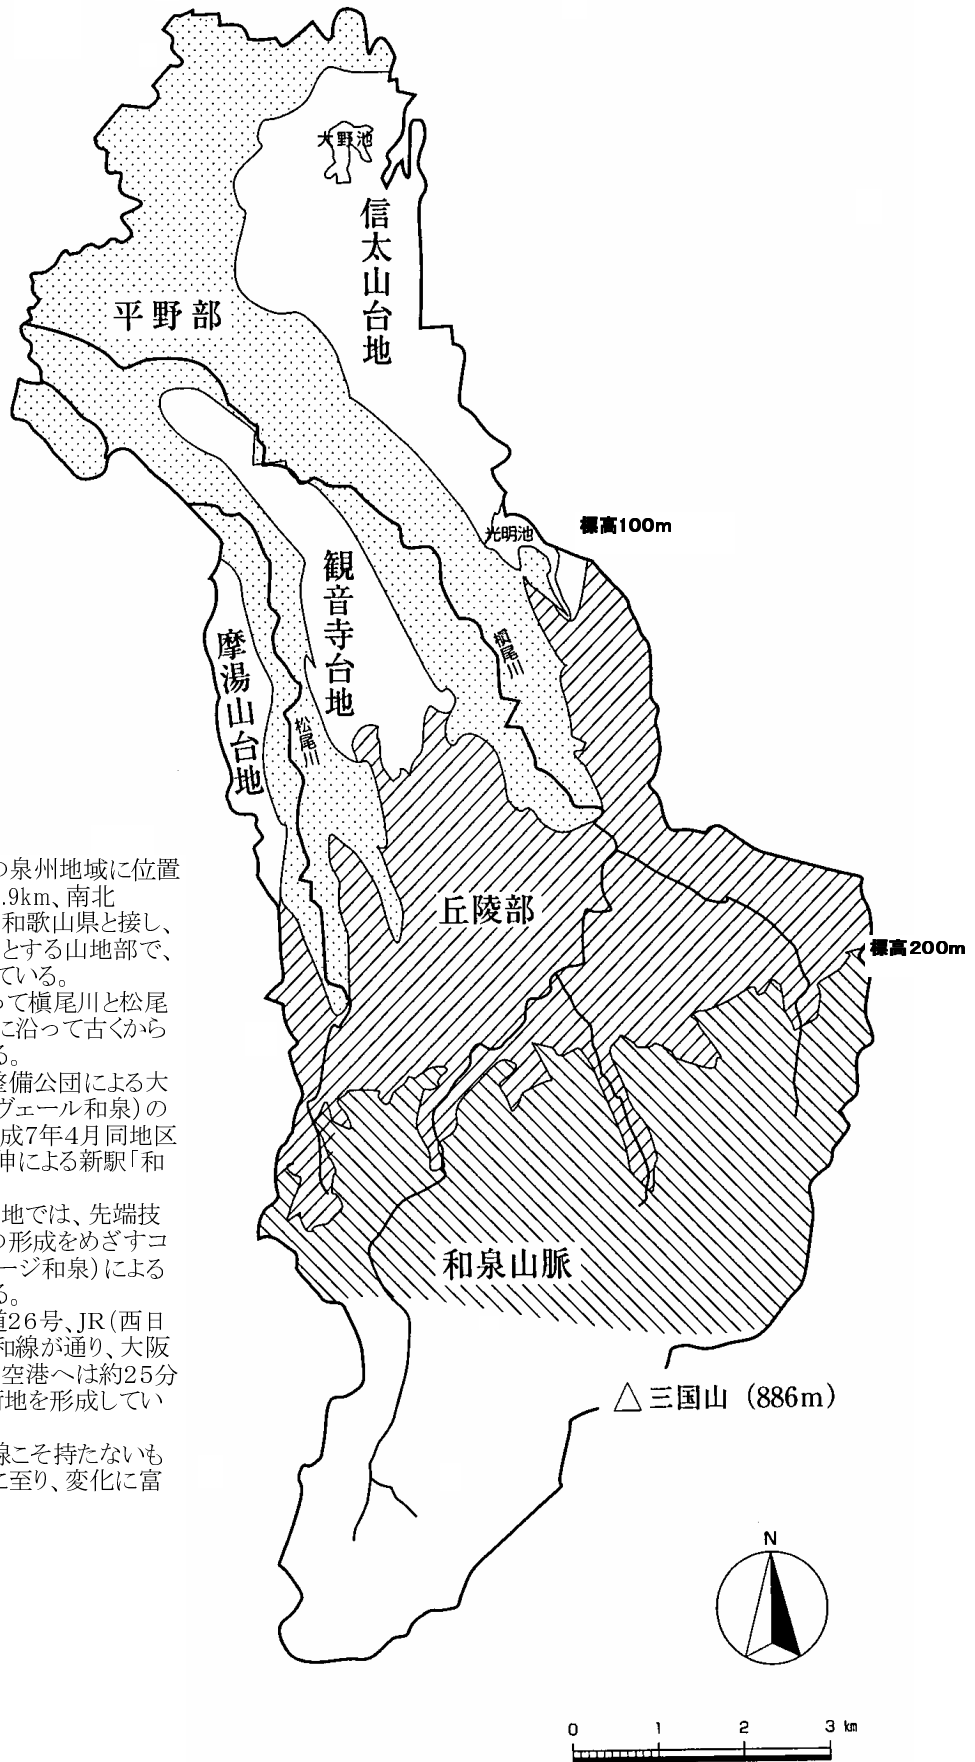 大野池
信太山台地
平野部
光明池
標高100m
観音寺台地
槇尾川
摩湯山台地
松尾川
の泉州地域に位置
.9km、南北
和歌山県と接し、
とする山地部で、
ている。
って槇尾川と松尾
に沿って古くから
る。
整備公団による大
ヴェール和泉)の
成7年4月同地区
伸による新駅「和
地では、先端技
の形成をめざすコ
ージ和泉)による
る。
道26号、JR(西日
和線が通り、大阪
空港へは約25分
街地を形成してい
線こそ持たないも
に至り、変化に富
丘陵部
標高200m
和泉山脈
△三国山 (886m)
N
0 1 2 3 km